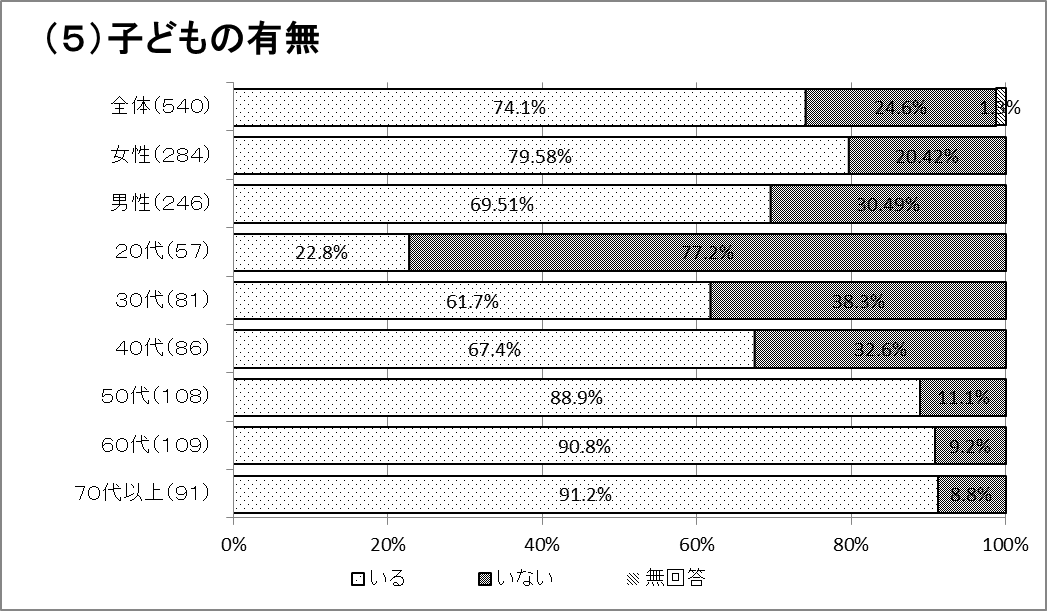 （5）子どもの有無
全体(540) 74.1% 24.6% 1.3%
女性(284) 79.58% 20.42%
男性(246) 69.51% 30.49%
20代(57) 22.8% 77.2%
30代(81) 61.7% 38.3%
40代(86) 67.4% 32.6%
50代(108) 88.9% 11.1%
60代(109) 90.8% 9.2%
70代以上(91) 91.2% 8.8%
0% 20% 40% 60% 80% 100%
いる いない 無回答